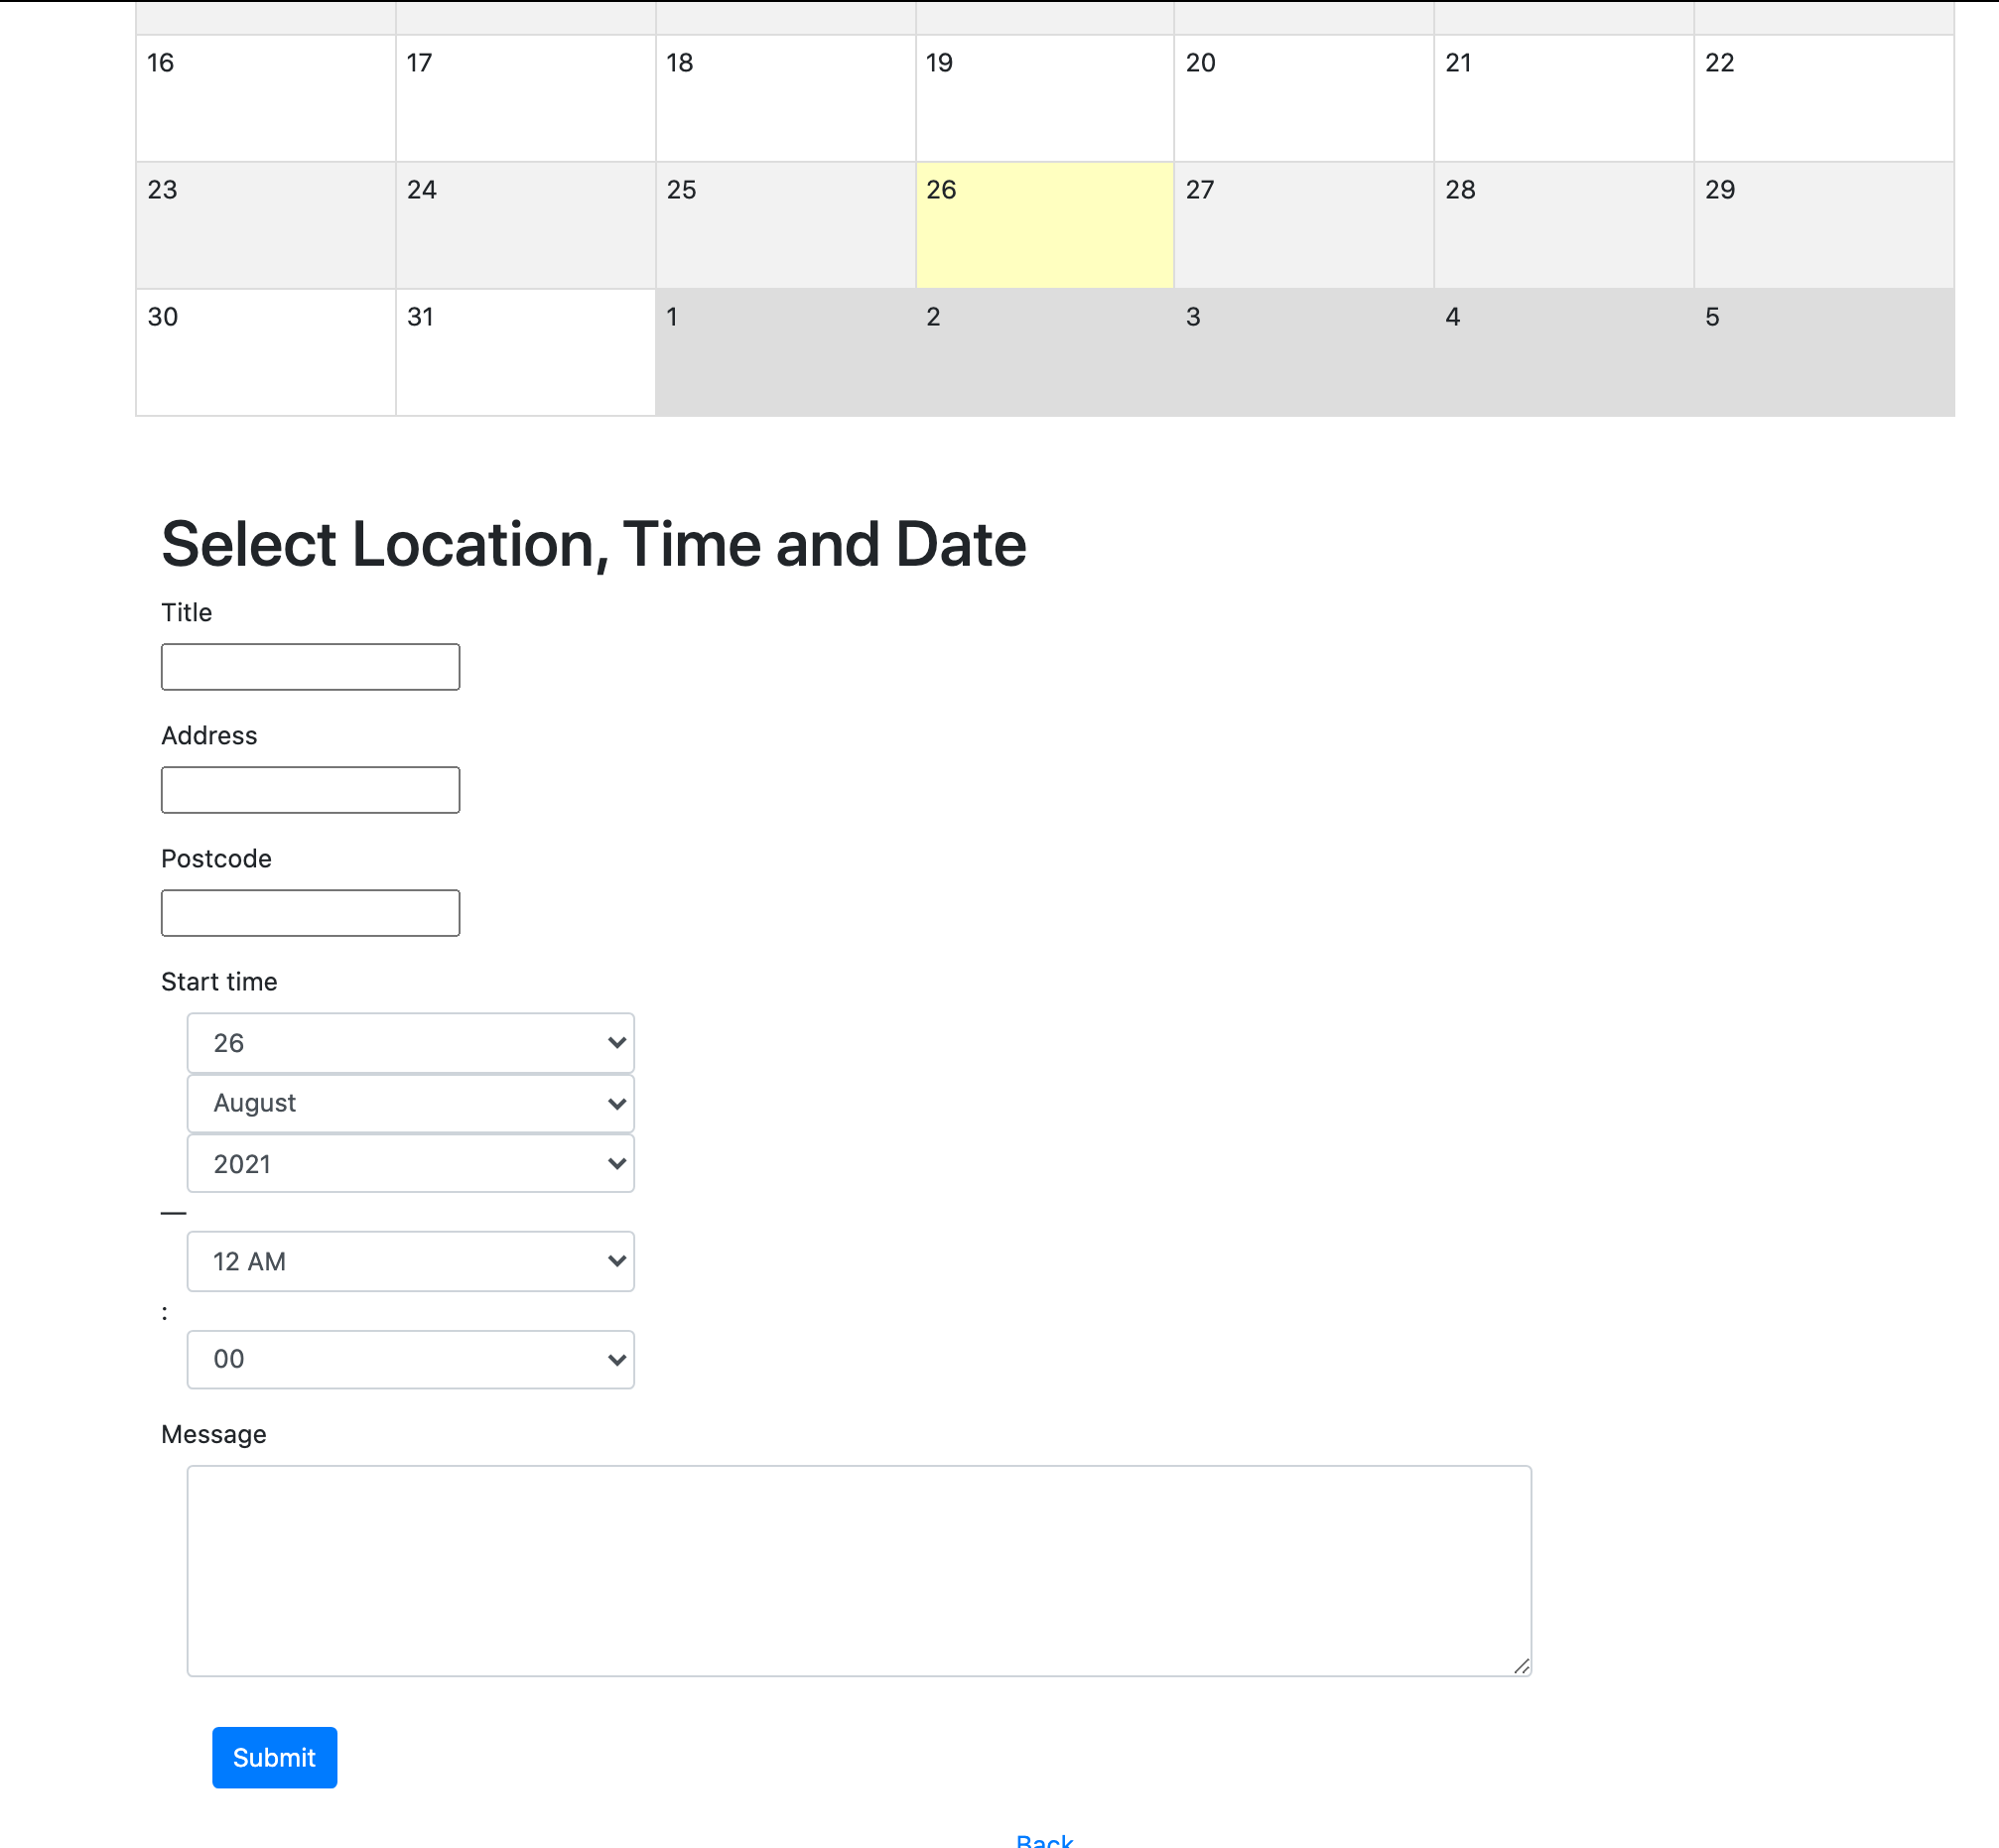 16 17 18 19 20 21 22
23 24 25 26 27 28 29
30 31 1 2 3 4 5
Select Location, Time and Date
Title
Address
Postcode
Start time
26
August
2021
—
12 AM
:
00
Message
Submit
Back